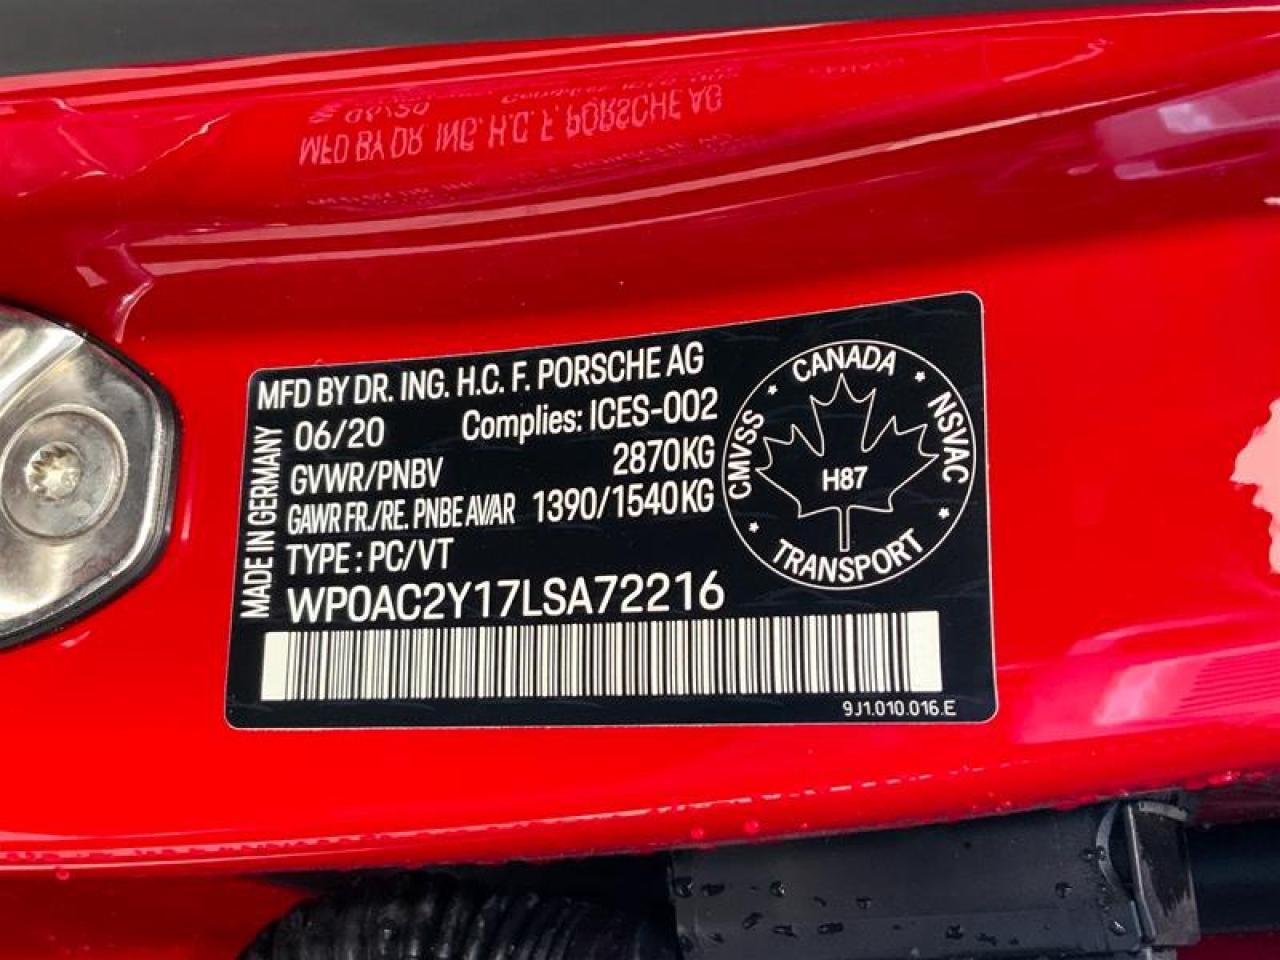 MFD BY DR. ING. H.C. F. PORSCHE AG
06/20 Complies: ICES-002
GVWR/PNBV 2870KG
GAWR FR./RE. PNBE AV/AR 1390/1540KG
TYPE : PC/VT
WP0AC2Y17LSA72216
MADE IN GERMANY
CANADA
CMVSS
NSVAC
H87
TRANSPORT
9J1.010.016.E
06/20
MFD BY DR. ING. H.C. F. PORSCHE AG